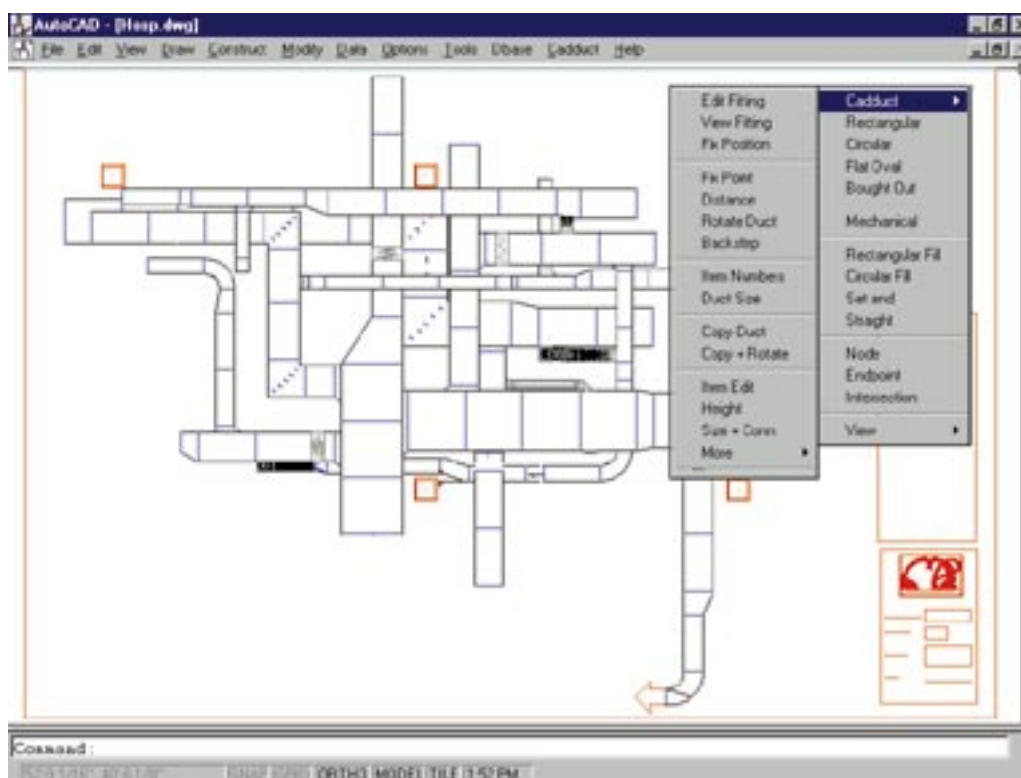 AutoCAD - [Hosp.dwg]
File Edit View Draw Construct Modify Data Options Tools Dbase Cadduct Help
Edit Fitting
View Fitting
Fix Position
Fix Point
Distance
Rotate Duct
Backstep
Item Numbers
Duct Size
Copy Duct
Copy + Rotate
Item Edit
Height
Size + Conn
More
Cadduct
Rectangular
Circular
Flat Oval
Bought Out
Mechanical
Rectangular Fill
Circular Fill
Set and
Straight
Node
Endpoint
Intersection
View
Command:
SNAP GRID ORTHO MODEL TILE 1:52 PM